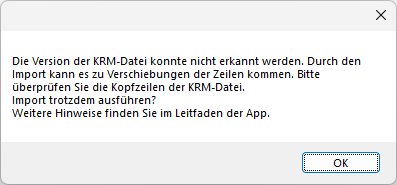 Die Version der KRM-Datei konnte nicht erkannt werden. Durch den
Import kann es zu Verschiebungen der Zeilen kommen. Bitte
überprüfen Sie die Kopfzeilen der KRM-Datei.
Import trotzdem ausführen?
Weitere Hinweise finden Sie im Leitfaden der App.
OK